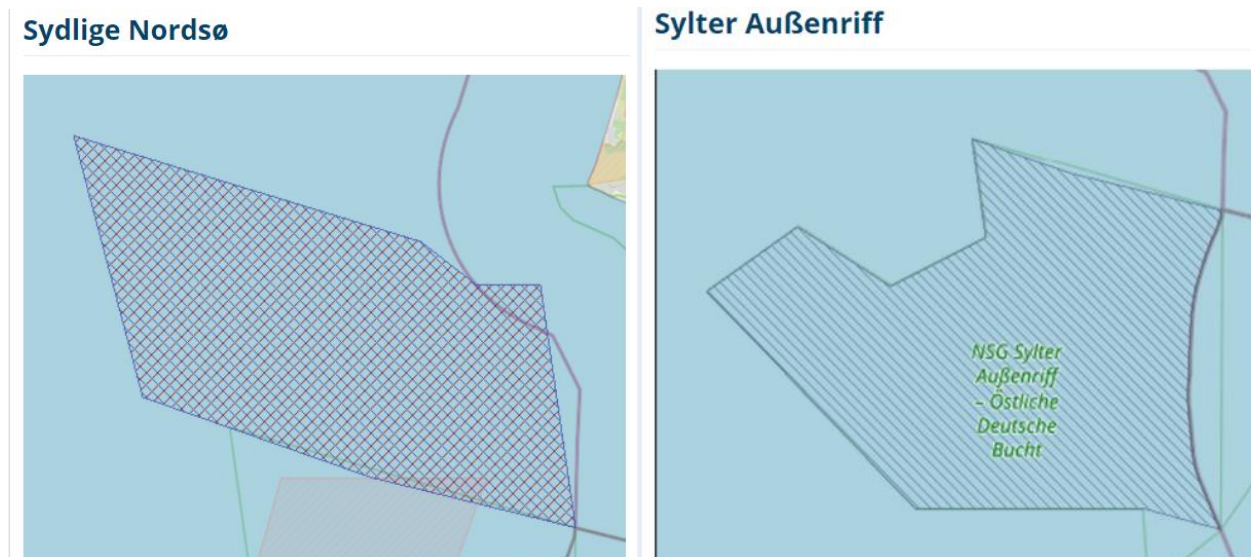 Sydlige Nordsø
Sylter Außenriff
NSG Sylter
Außenriff
– Östliche
Deutsche
Bucht